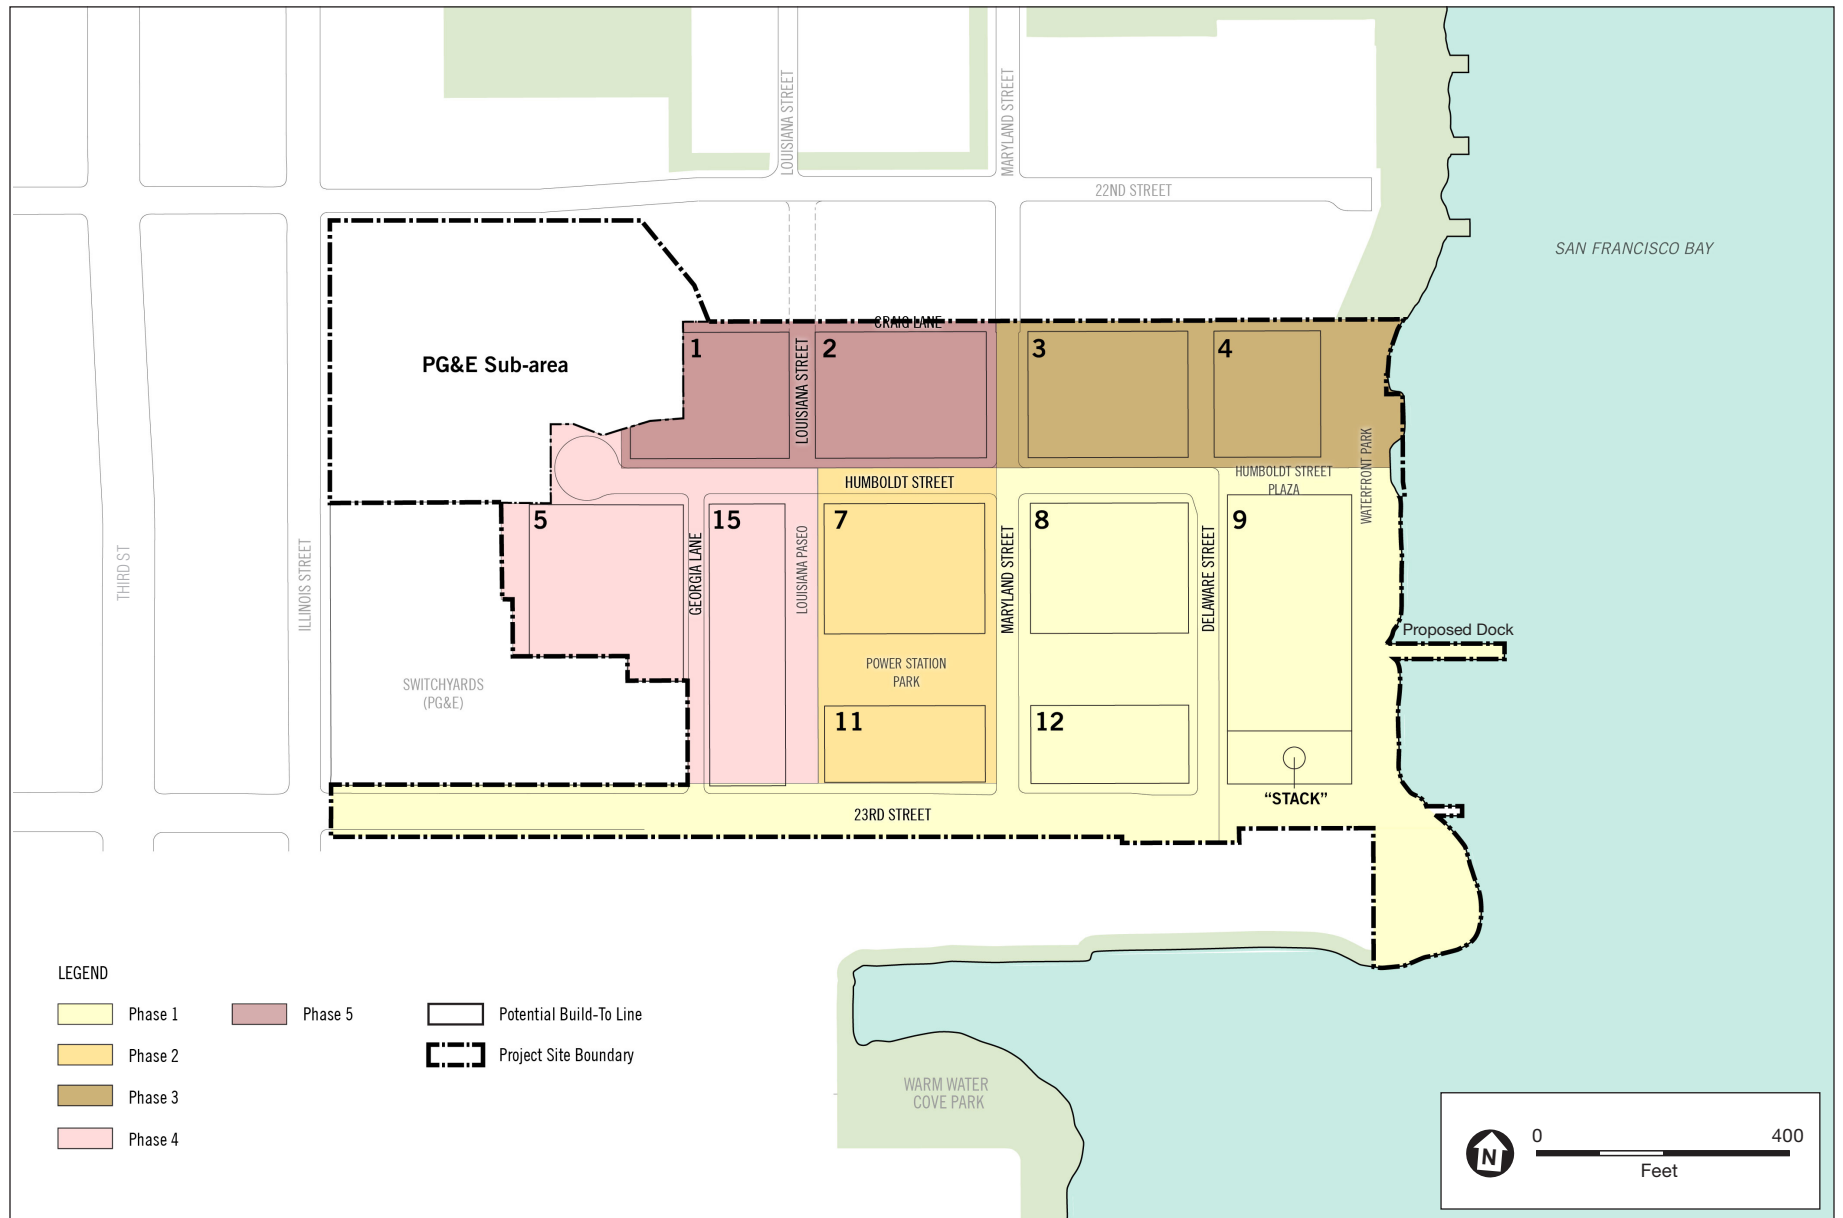 LOUISIANA STREET
MARYLAND STREET
22ND STREET
SAN FRANCISCO BAY
CRAIG LANE
PG&E Sub-area
1
LOUISIANA STREET
2
3
4
WATERFRONT PARK
HUMBOLDT STREET
HUMBOLDT STREET
PLAZA
THIRD ST
ILLINOIS STREET
5
GEORGIA LANE
15
LOUISIANA PASEO
7
MARYLAND STREET
8
DELAWARE STREET
9
Proposed Dock
POWER STATION
PARK
SWITCHYARDS
(PG&E)
11
12
"STACK"
23RD STREET
LEGEND
Phase 1
Phase 2
Phase 3
Phase 4
Phase 5
Potential Build-To Line
Project Site Boundary
WARM WATER
COVE PARK
N
0 400
Feet